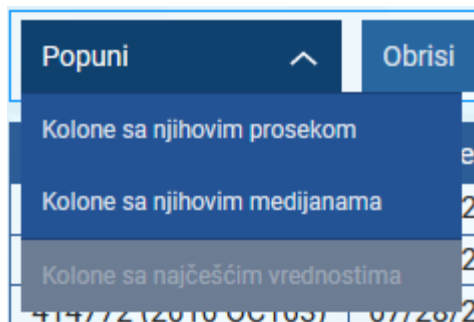 Popuni
Obrisi
Kolone sa njihovim prosekom
Kolone sa njihovim medijanama
Kolone sa najčešćim vrednostima